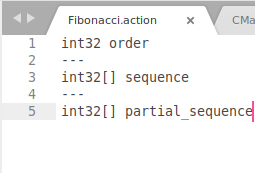 Fibonacci.action × CMa
1 int32 order
2 ---
3 int32[] sequence
4 ---
5 int32[] partial_sequence